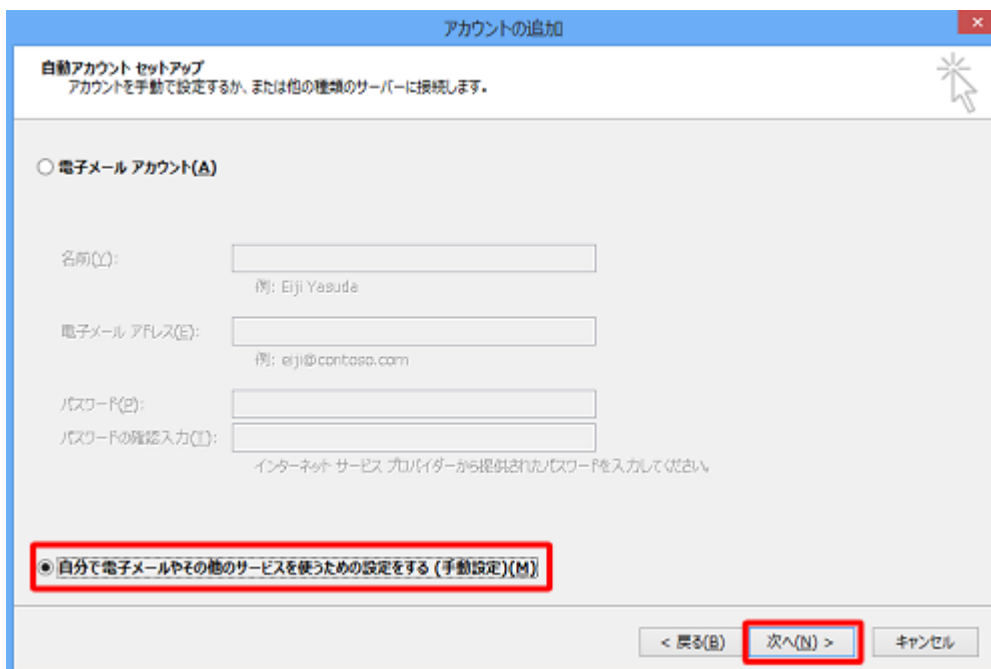 アカウントの追加
自動アカウント セットアップ
アカウントを手動で設定するか、または他の種類のサーバーに接続します。
電子メール アカウント(A)
名前(Y):
例: Eiji Yasuda
電子メール アドレス(E):
例: eiji@contoso.com
パスワード(P):
パスワードの確認入力(T):
インターネット サービス プロバイダーから提供されたパスワードを入力してください。
自分で電子メールやその他のサービスを使うための設定をする (手動設定)(M)
< 戻る(B) 次へ(N) > キャンセル